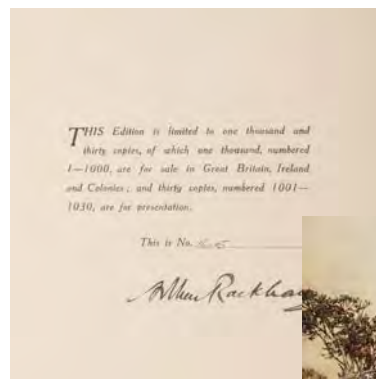 THIS Edition is limited to one thousand and
thirty copies, of which one thousand, numbered
1—1000, are for sale in Great Britain, Ireland
and Colonies; and thirty copies, numbered 1001—
1030, are for presentation.
This is No.
Arthur Rackham